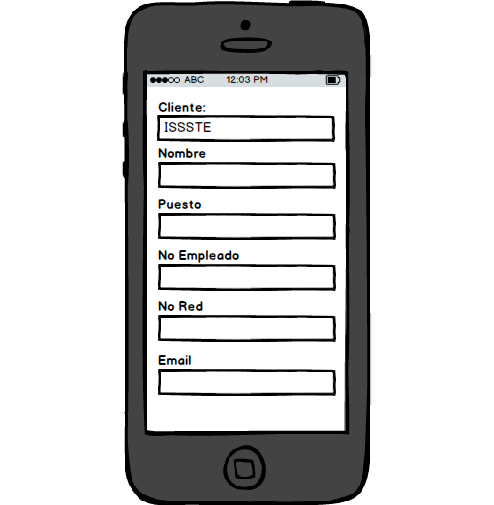 ABC 12:03 PM
Cliente:
ISSSTE
Nombre
Puesto
No Empleado
No Red
Email